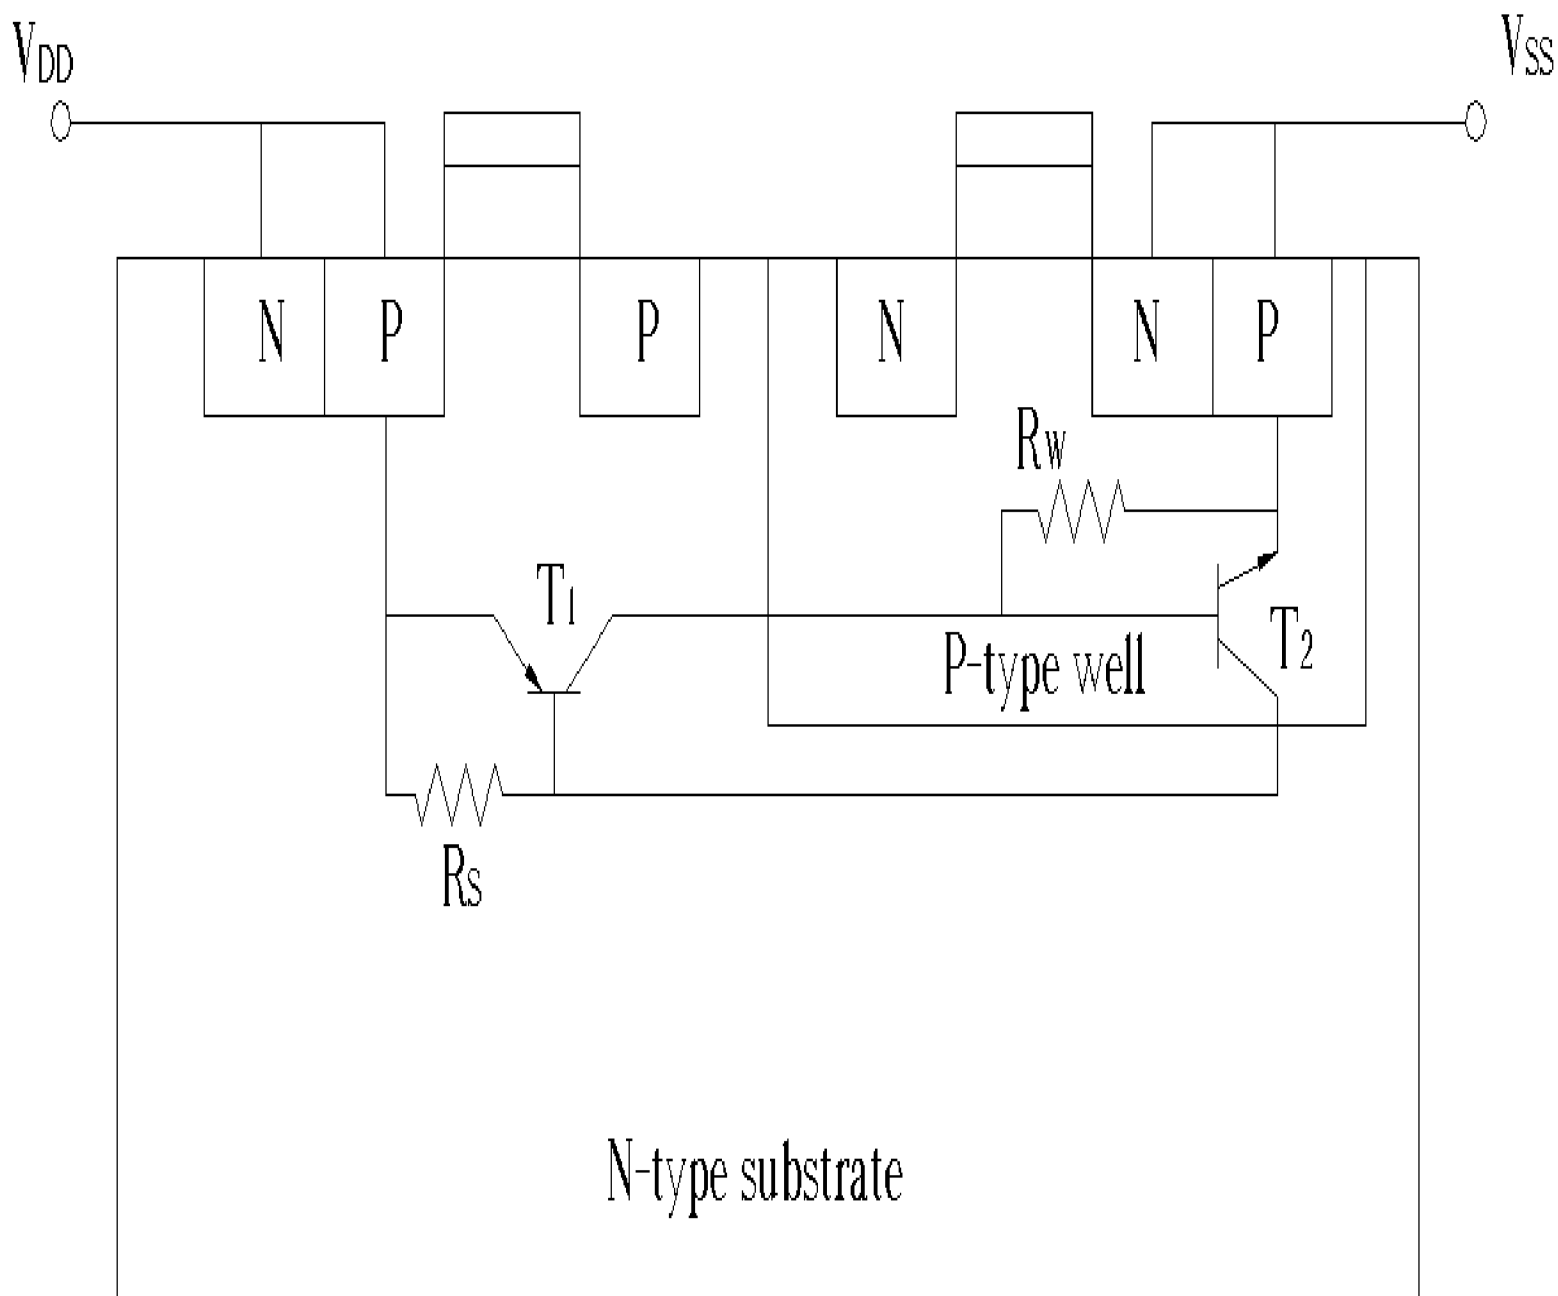 VDD
VSS
N P P N N P
RW
T1
P-type well
T2
RS
N-type substrate